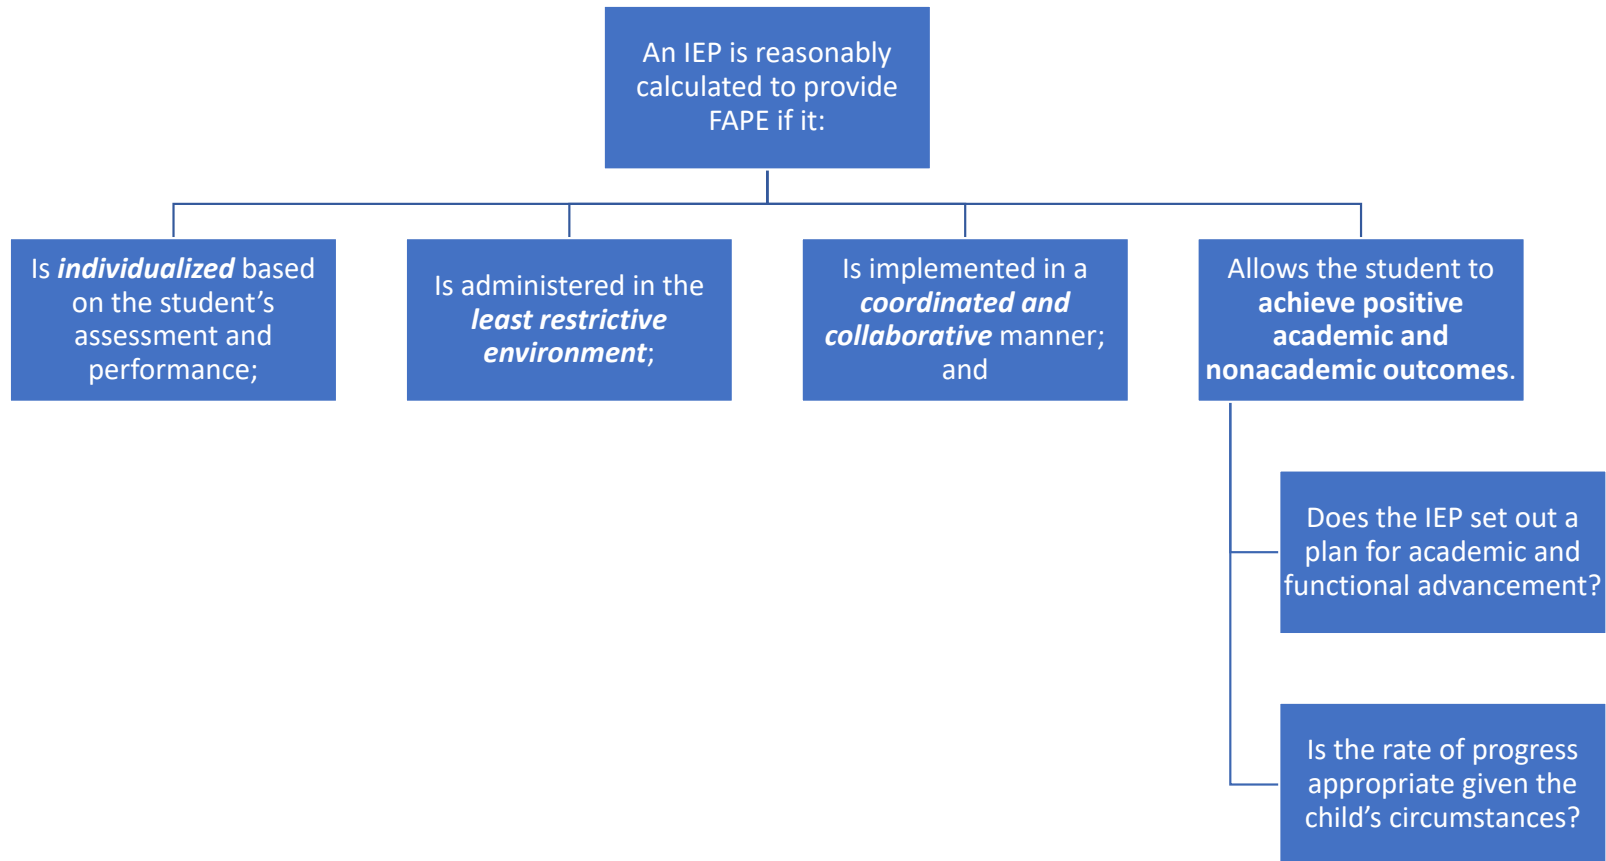 An IEP is reasonably
calculated to provide
FAPE if it:
Is individualized based
on the student’s
assessment and
performance;
Is administered in the
least restrictive
environment;
Is implemented in a
coordinated and
collaborative manner;
and
Allows the student to
achieve positive
academic and
nonacademic outcomes.
Does the IEP set out a
plan for academic and
functional advancement?
Is the rate of progress
appropriate given the
child’s circumstances?